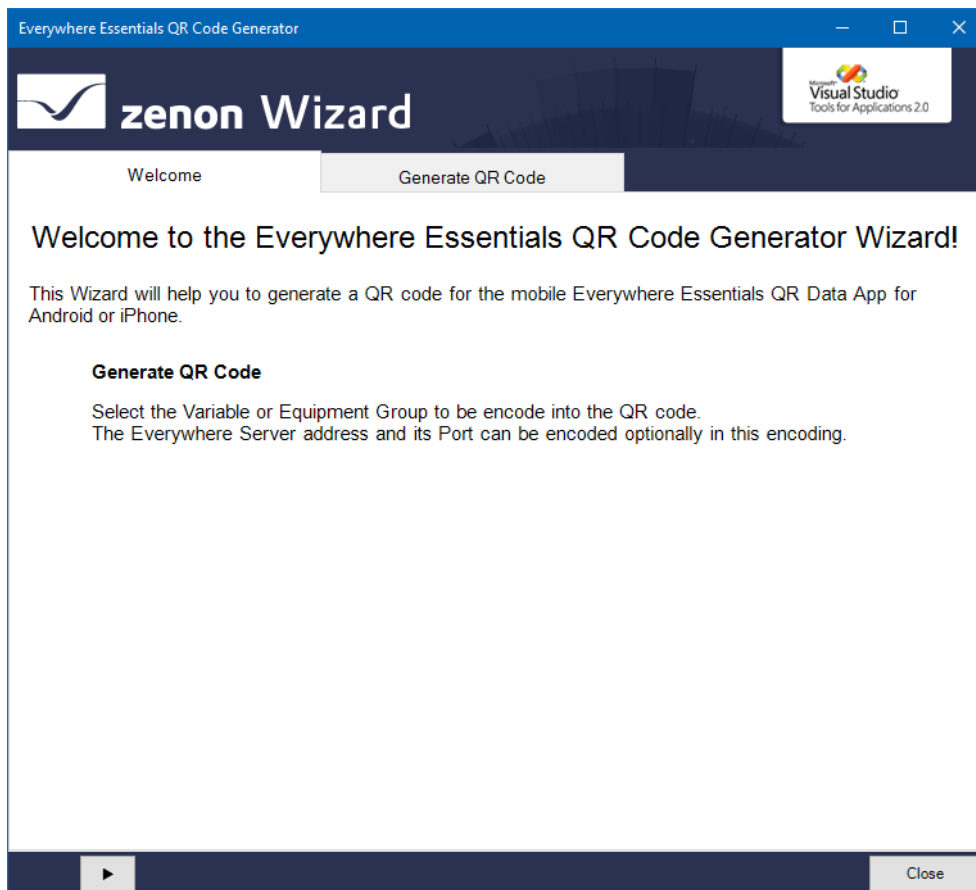 Everywhere Essentials QR Code Generator
zenon Wizard
Microsoft
Visual Studio
Tools for Applications 2.0
Welcome
Generate QR Code
Welcome to the Everywhere Essentials QR Code Generator Wizard!
This Wizard will help you to generate a QR code for the mobile Everywhere Essentials QR Data App for
Android or iPhone.
Generate QR Code
Select the Variable or Equipment Group to be encode into the QR code.
The Everywhere Server address and its Port can be encoded optionally in this encoding.
Close